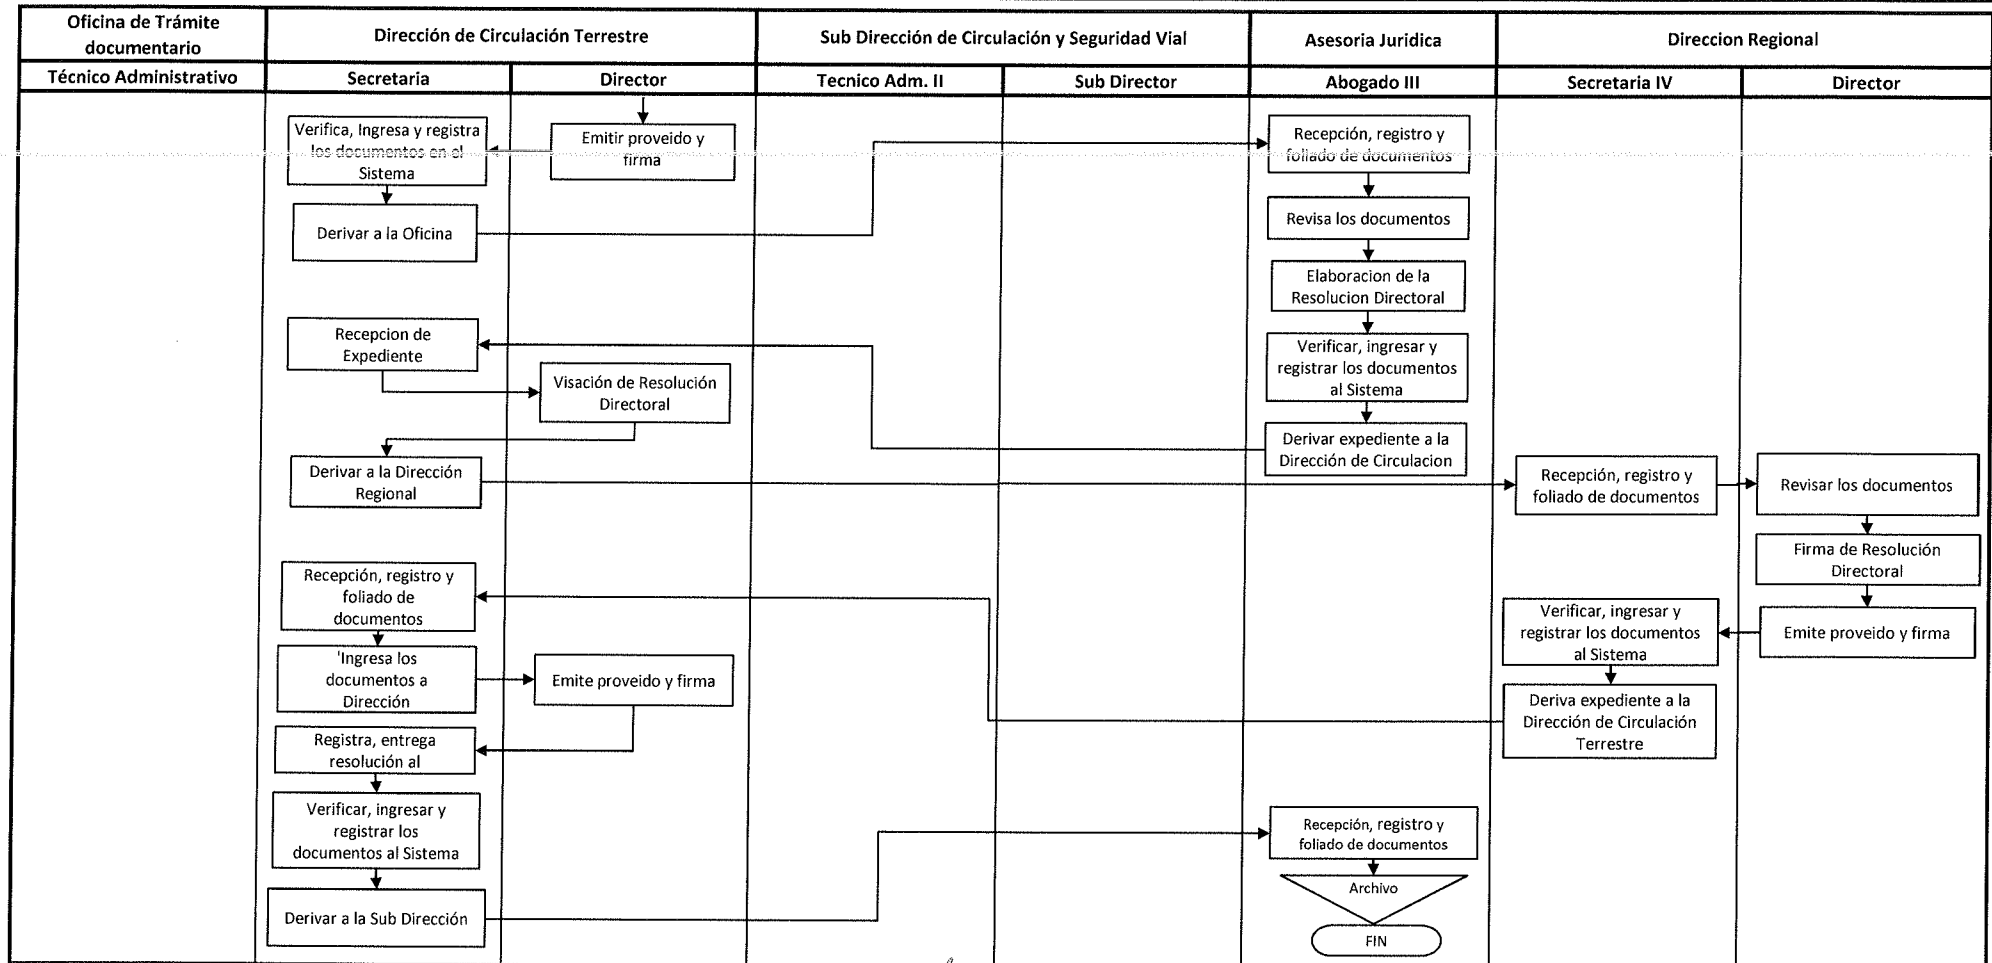 Oficina de Trámite
documentario
Dirección de Circulación Terrestre
Sub Dirección de Circulación y Seguridad Vial
Asesoria Juridica
Direccion Regional
Técnico Administrativo
Secretaria
Director
Tecnico Adm. II
Sub Director
Abogado III
Secretaria IV
Director
Verifica, Ingresa y registra
los documentos en el
Sistema
Emitir proveido y
firma
Recepción, registro y
foliado de documentos
Derivar a la Oficina
Revisa los documentos
Elaboracion de la
Resolucion Directoral
Recepcion de
Expediente
Verificar, ingresar y
registrar los documentos
al Sistema
Visación de Resolución
Directoral
Derivar expediente a la
Dirección de Circulacion
Derivar a la Dirección
Regional
Recepción, registro y
foliado de documentos
Revisar los documentos
Firma de Resolución
Directoral
Recepción, registro y
foliado de
documentos
Verificar, ingresar y
registrar los documentos
al Sistema
Emite proveido y firma
'Ingresa los
documentos a
Dirección
Emite proveido y firma
Deriva expediente a la
Dirección de Circulación
Terrestre
Registra, entrega
resolución al
Verificar, ingresar y
registrar los
documentos al Sistema
Recepción, registro y
foliado de documentos
Archivo
Derivar a la Sub Dirección
FIN